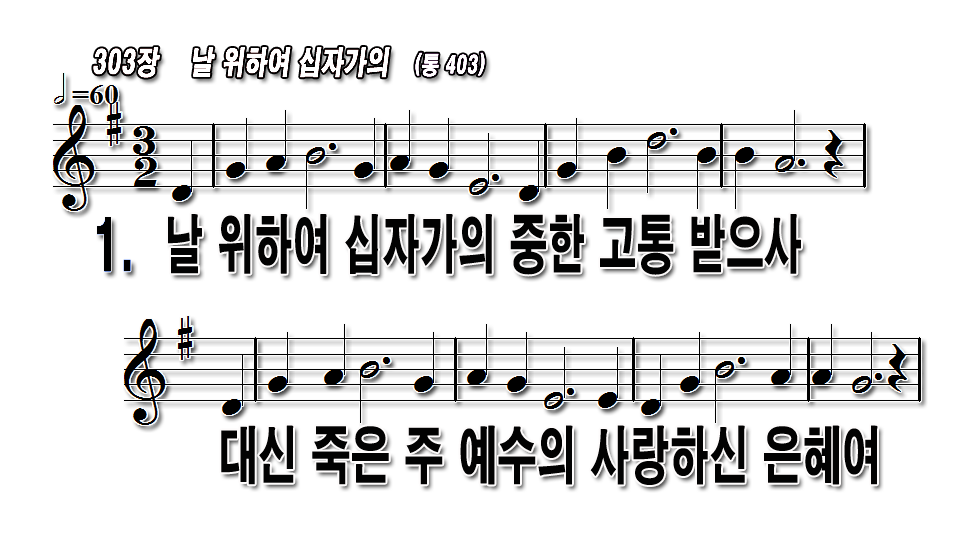 303장 날 위하여 십자가의 (통 403)
=60
3
2
1. 날 위하여 십자가의 중한 고통 받으사
대신 죽은 주 예수의 사랑하신 은혜여